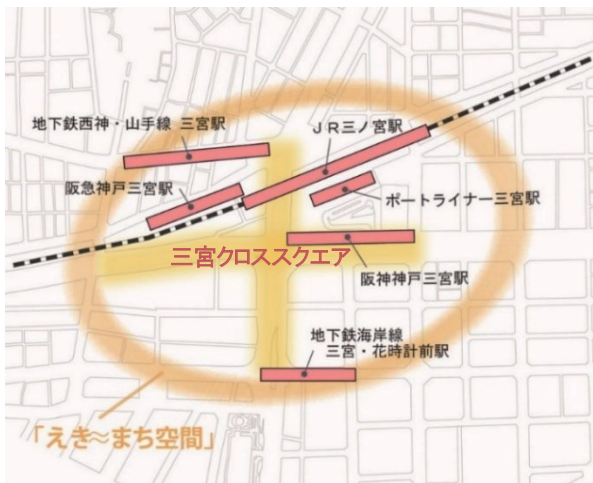 地下鉄西神・山手線 三宮駅
JR三ノ宮駅
阪急神戸三宮駅
ポートライナー三宮駅
三宮クロススクエア
阪神神戸三宮駅
地下鉄海岸線
三宮・花時計前駅
「えき≈まち空間」